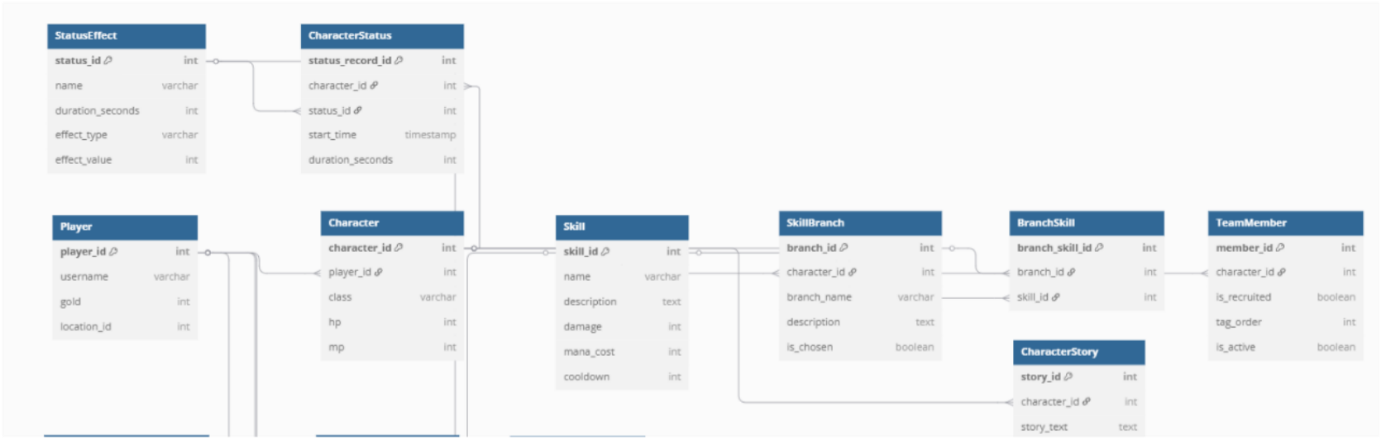 StatusEffect
status_id int
name varchar
duration_seconds int
effect_type varchar
effect_value int
CharacterStatus
status_record_id int
character_id int
status_id int
start_time timestamp
duration_seconds int
Player
player_id int
username varchar
gold int
location_id int
Character
character_id int
player_id int
class varchar
hp int
mp int
Skill
skill_id int
name varchar
description text
damage int
mana_cost int
cooldown int
SkillBranch
branch_id int
character_id int
branch_name varchar
description text
is_chosen boolean
BranchSkill
branch_skill_id int
branch_id int
skill_id int
TeamMember
member_id int
character_id int
is_recruited boolean
tag_order int
is_active boolean
CharacterStory
story_id int
character_id int
story_text text